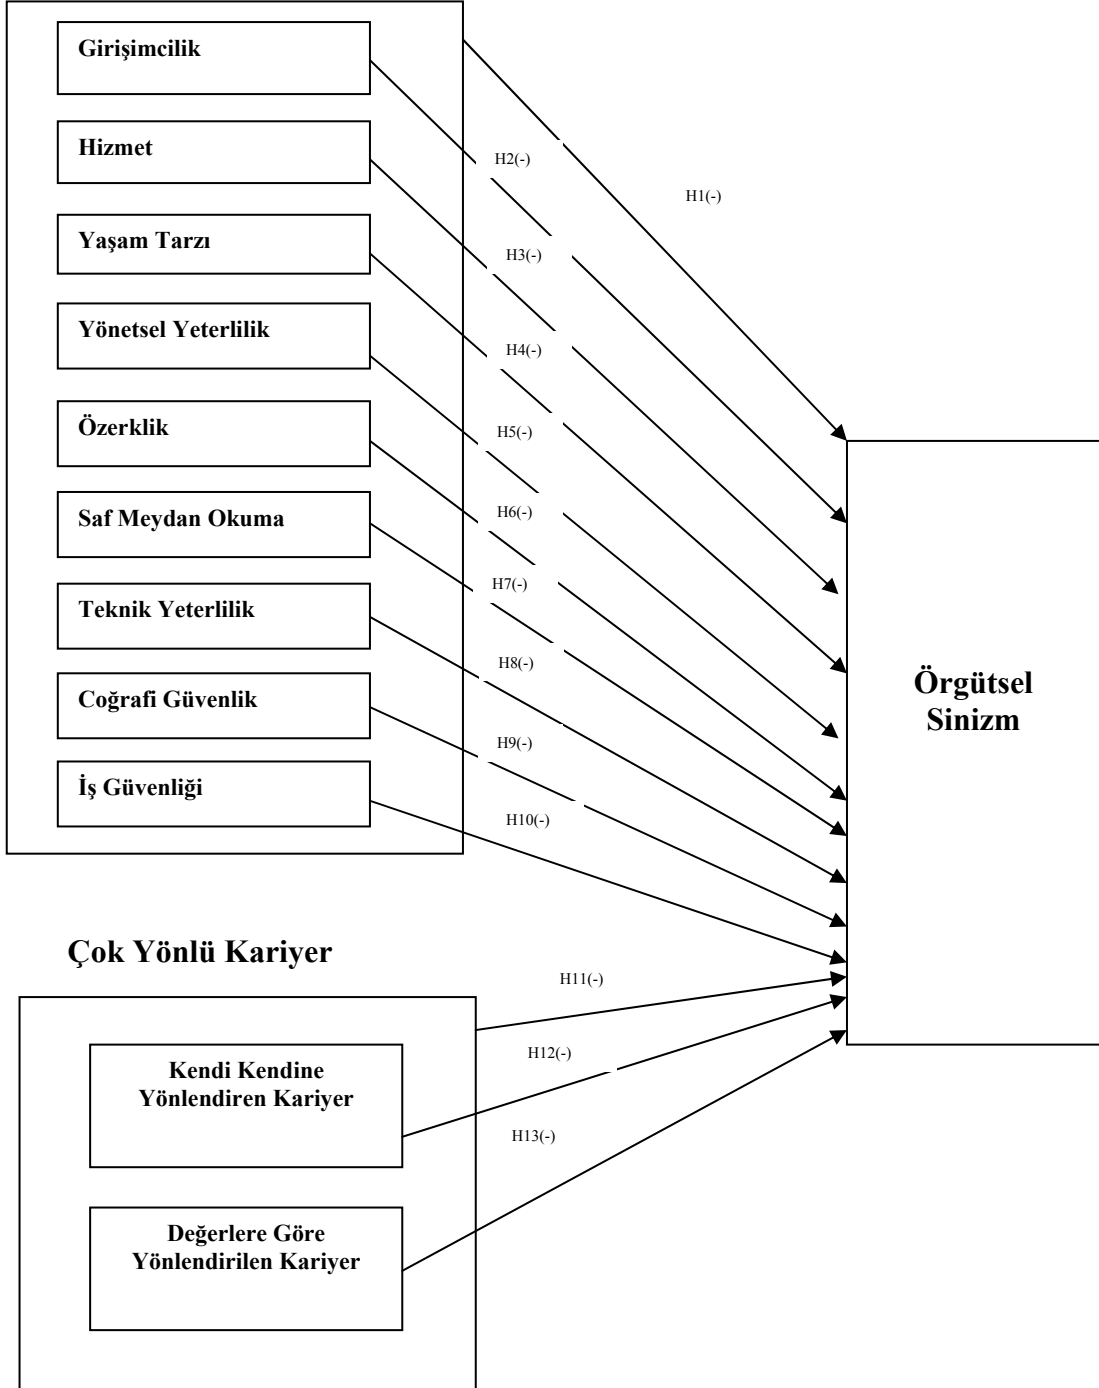 Girişimcilik
Hizmet
Yaşam Tarzı
Yönetsel Yeterlilik
Özerklik
Saf Meydan Okuma
Teknik Yeterlilik
Coğrafi Güvenlik
İş Güvenliği
H1(-)
H2(-)
H3(-)
H4(-)
H5(-)
H6(-)
H7(-)
H8(-)
H9(-)
H10(-)
Örgütsel
Sinizm
Çok Yönlü Kariyer
Kendi Kendine
Yönlendiren Kariyer
Değerlere Göre
Yönlendirilen Kariyer
H11(-)
H12(-)
H13(-)